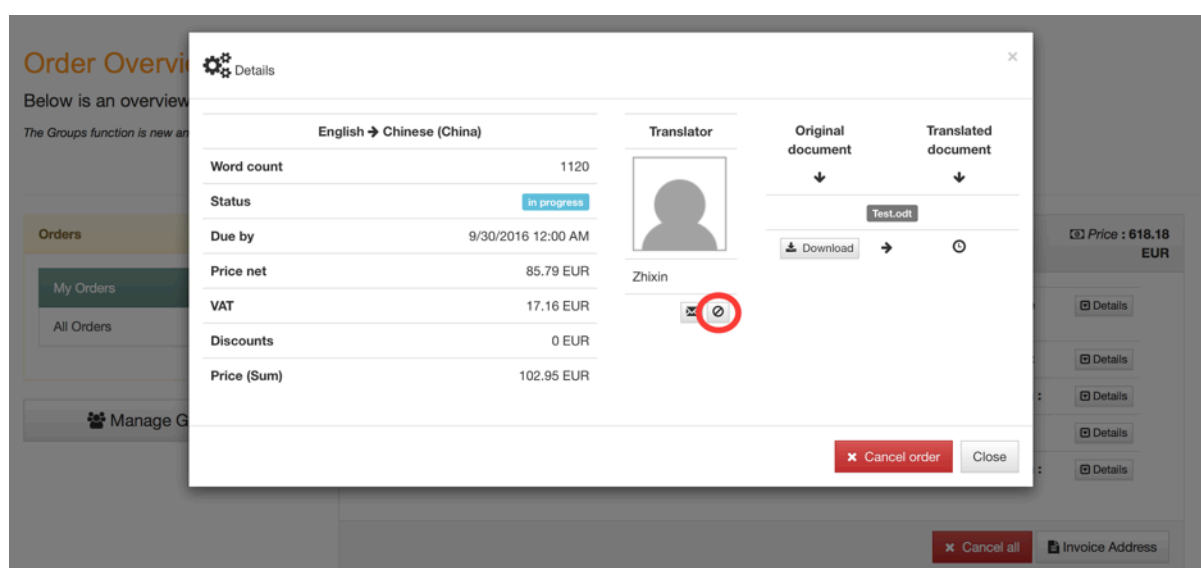 Order Overvi
Below is an overview
The Groups function is new an
Orders
My Orders
All Orders
Manage G
Details
×
English → Chinese (China)
Word count 1120
Status in progress
Due by 9/30/2016 12:00 AM
Price net 85.79 EUR
VAT 17.16 EUR
Discounts 0 EUR
Price (Sum) 102.95 EUR
Translator
Zhixin
Original
document
Translated
document
Test.odt
Download
Cancel order Close
Price : 618.18
EUR
Details
Details
: Details
Details
: Details
Cancel all Invoice Address